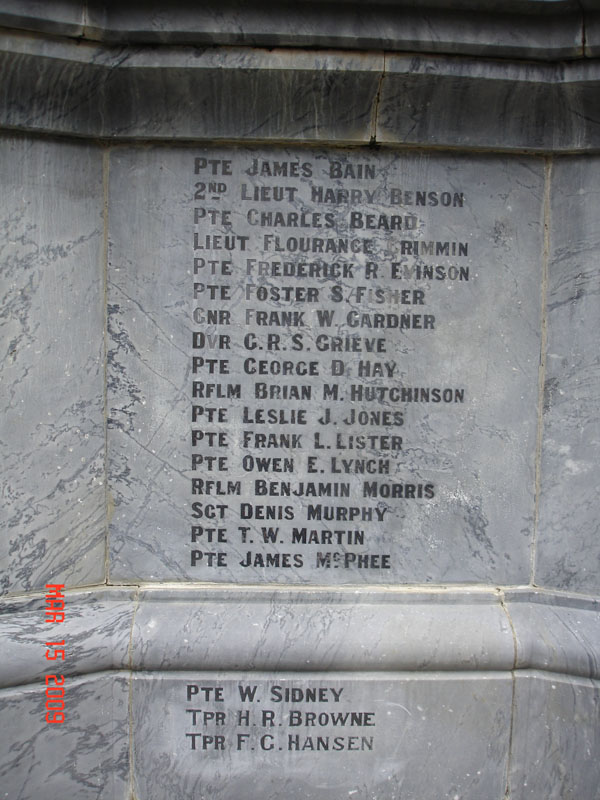 PTE JAMES BAIN
2ND LIEUT HARRY BENSON
PTE CHARLES BEARD
LIEUT FLOURANCE CRIMMIN
PTE FREDERICK R. EVINSON
PTE FOSTER S. FISHER
GNR FRANK W. GARDNER
DVR G.R.S. GRIEVE
PTE GEORGE D. HAY
RFLM BRIAN M. HUTCHINSON
PTE LESLIE J. JONES
PTE FRANK L. LISTER
PTE OWEN E. LYNCH
RFLM BENJAMIN MORRIS
SGT DENIS MURPHY
PTE T. W. MARTIN
PTE JAMES McPHEE
PTE W. SIDNEY
TPR H. R. BROWNE
TPR F. C. HANSEN
MAR 15 2009